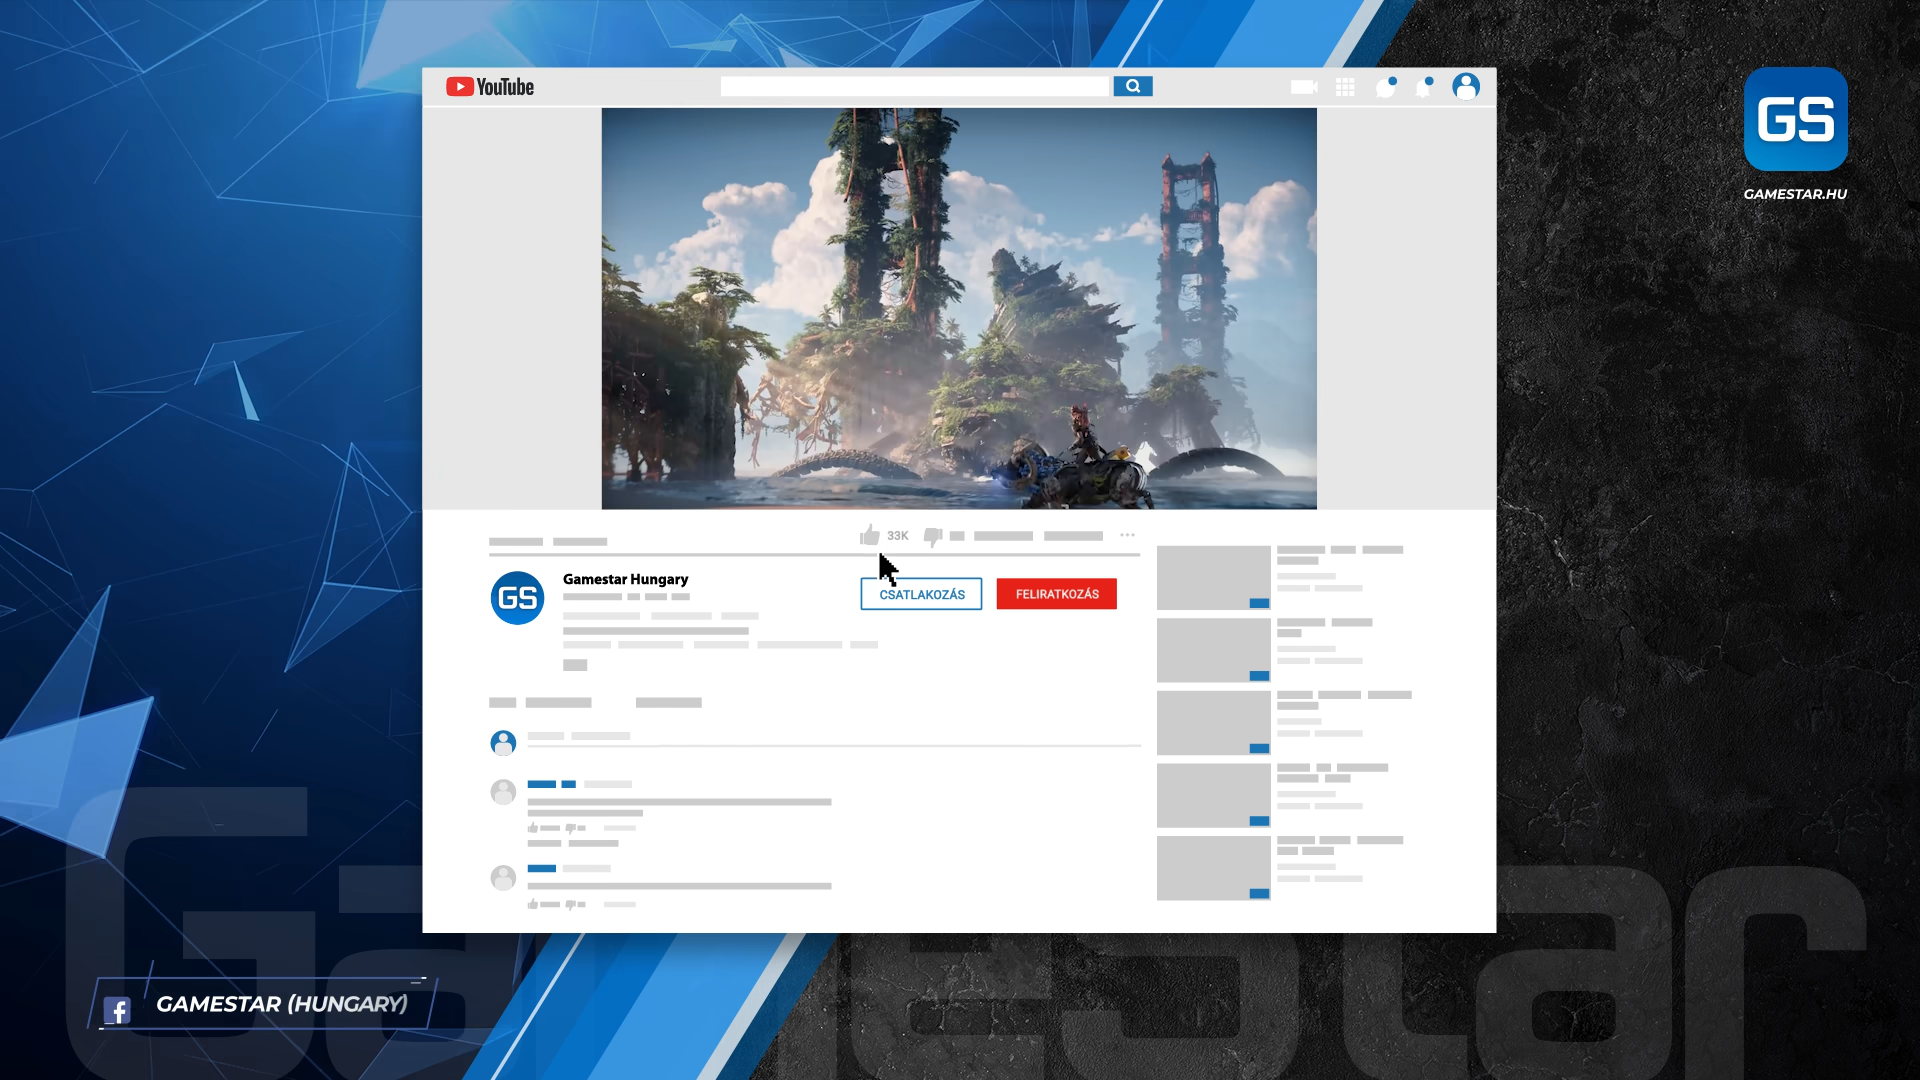 YouTube
GS
GAMESTAR.HU
33K
Gamestar Hungary
GS
CSATLAKOZÁS
FELIRATKOZÁS
GameStar
f
GAMESTAR (HUNGARY)